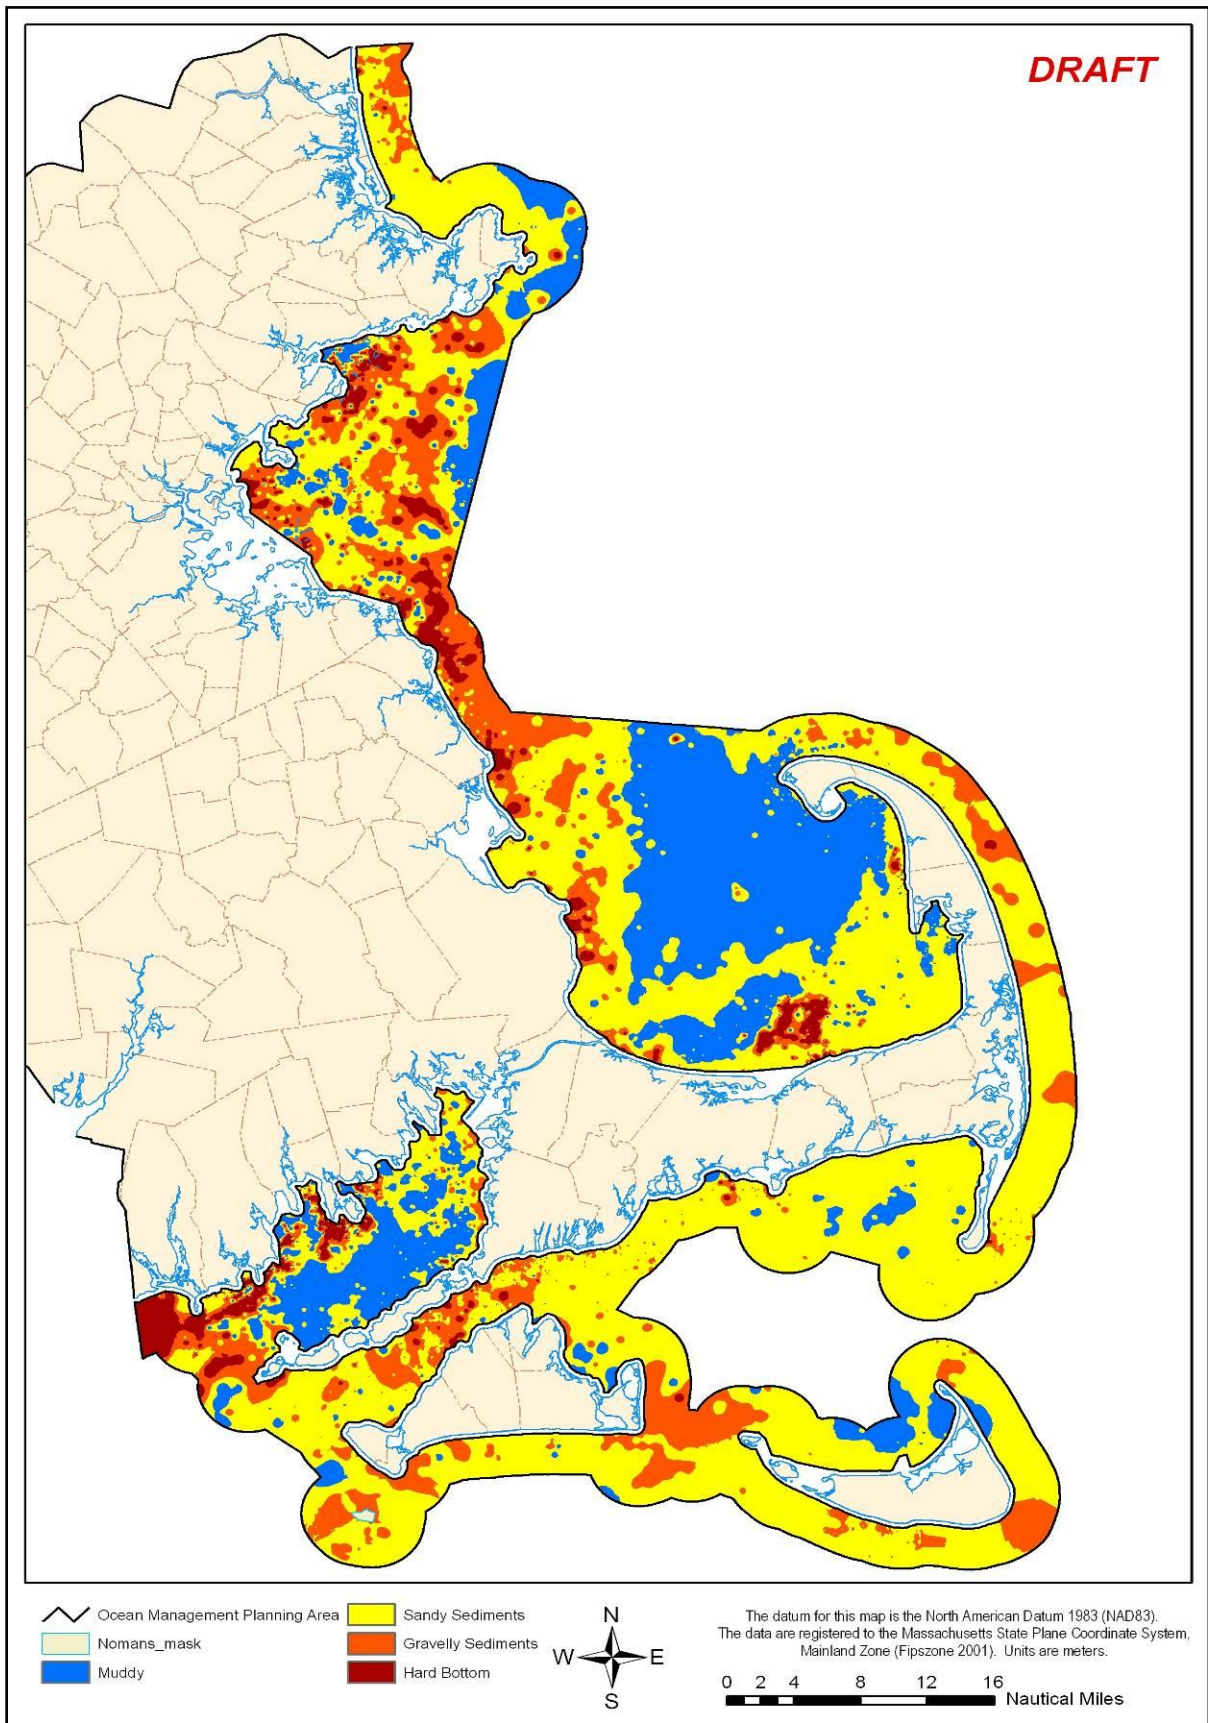 DRAFT
Ocean Management Planning Area
Nomans_mask
Muddy
Sandy Sediments
Gravelly Sediments
Hard Bottom
N
W E
S
The datum for this map is the North American Datum 1983 (NAD83).
The data are registered to the Massachusetts State Plane Coordinate System,
Mainland Zone (Fipszone 2001). Units are meters.
0 2 4 8 12 16
Nautical Miles